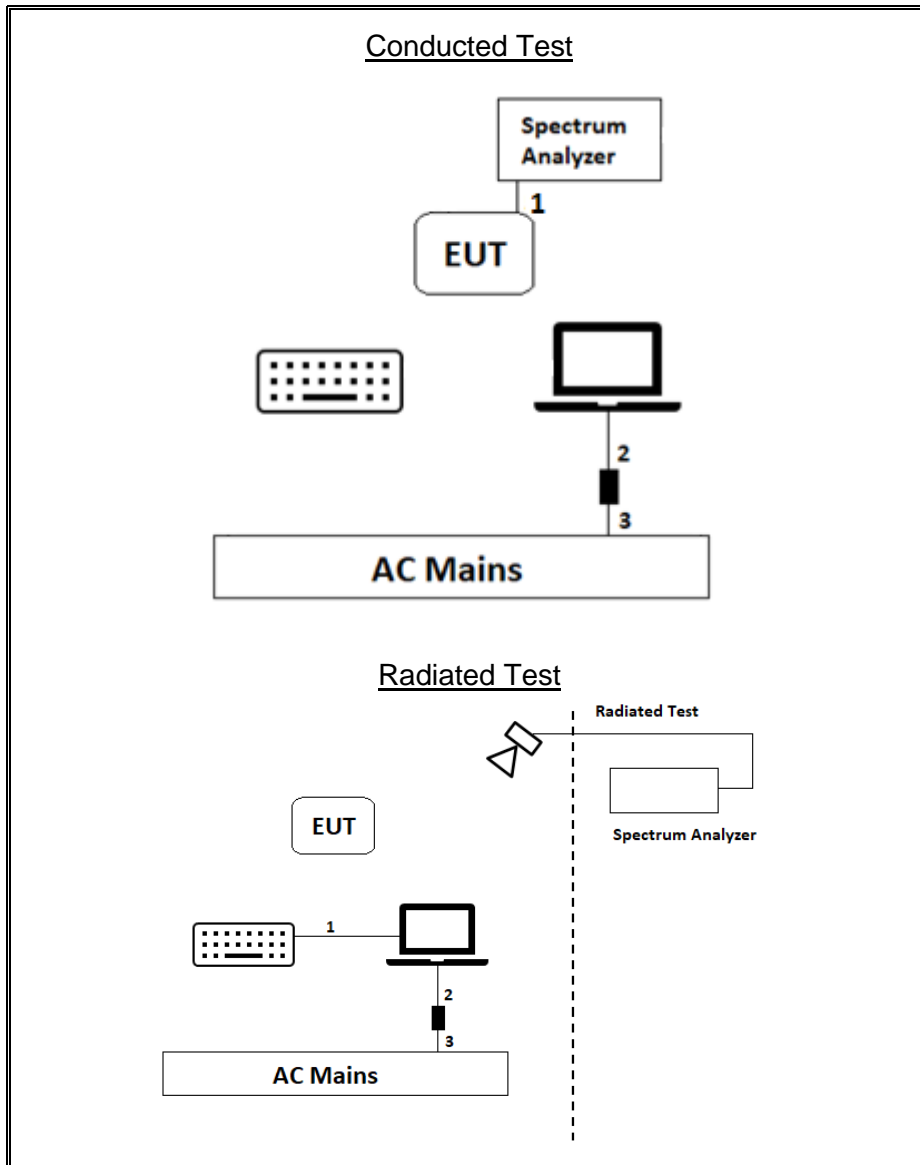 Conducted Test
Spectrum
Analyzer
1
EUT
2
3
AC Mains
Radiated Test
Radiated Test
EUT
Spectrum Analyzer
1
2
3
AC Mains